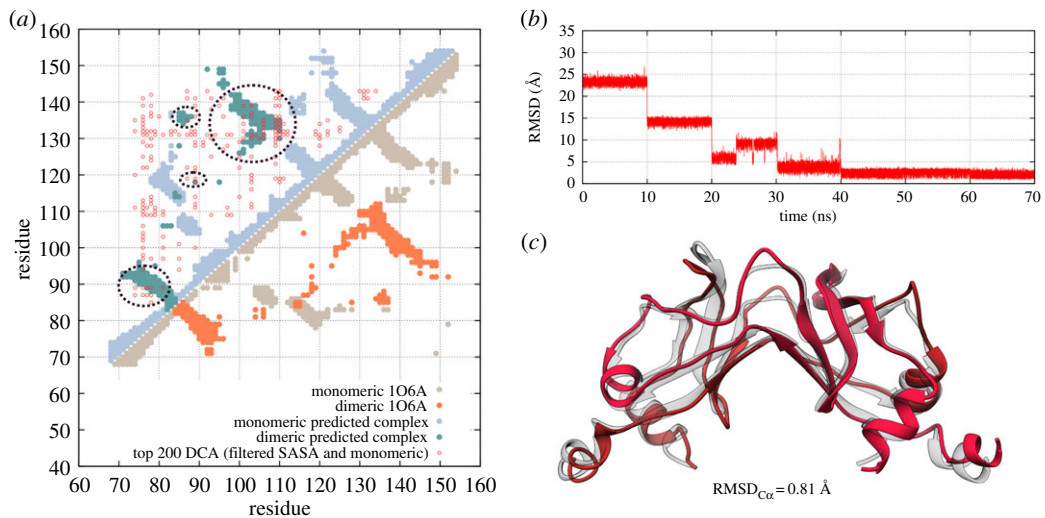 (a)
160
150
140
130
120
110
100
90
80
70
60
50
40
residue
60 70 80 90 100 110 120 130 140 150 160
residue
monomeric 1O6A
dimeric 1O6A
monomeric predicted complex
dimeric predicted complex
top 200 DCA (filtered SASA and monomeric)
(b)
35
30
25
20
15
10
5
0
RMSD (Å)
0 10 20 30 40 50 60 70
time (ns)
(c)
RMSDCα = 0.81 Å